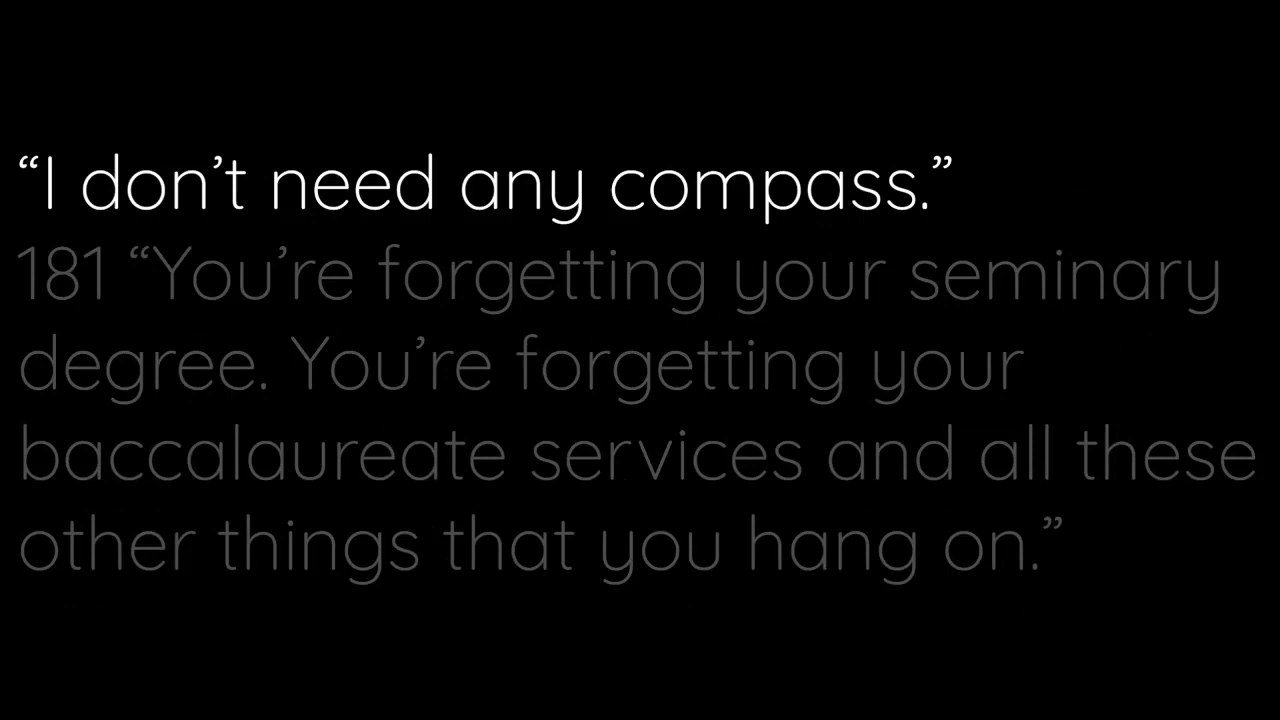 “I don’t need any compass.”
181 “You’re forgetting your seminary
degree. You’re forgetting your
baccalaureate services and all these
other things that you hang on.”